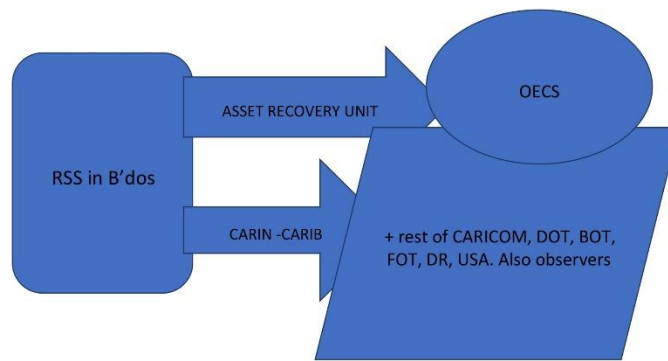 RSS in B'dos
ASSET RECOVERY UNIT
OECS
CARIN -CARIB
+ rest of CARICOM, DOT, BOT,
FOT, DR, USA. Also observers